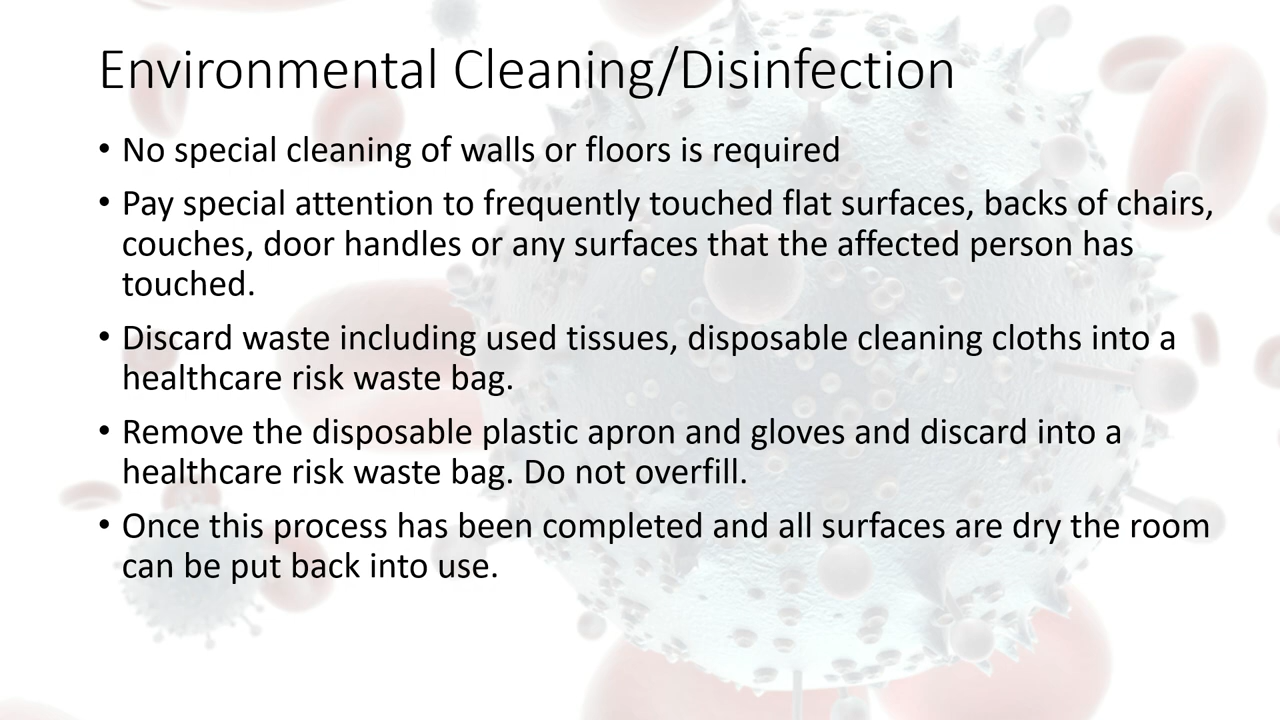 Environmental Cleaning/Disinfection
• No special cleaning of walls or floors is required
• Pay special attention to frequently touched flat surfaces, backs of chairs,
couches, door handles or any surfaces that the affected person has
touched.
• Discard waste including used tissues, disposable cleaning cloths into a
healthcare risk waste bag.
• Remove the disposable plastic apron and gloves and discard into a
healthcare risk waste bag. Do not overfill.
• Once this process has been completed and all surfaces are dry the room
can be put back into use.